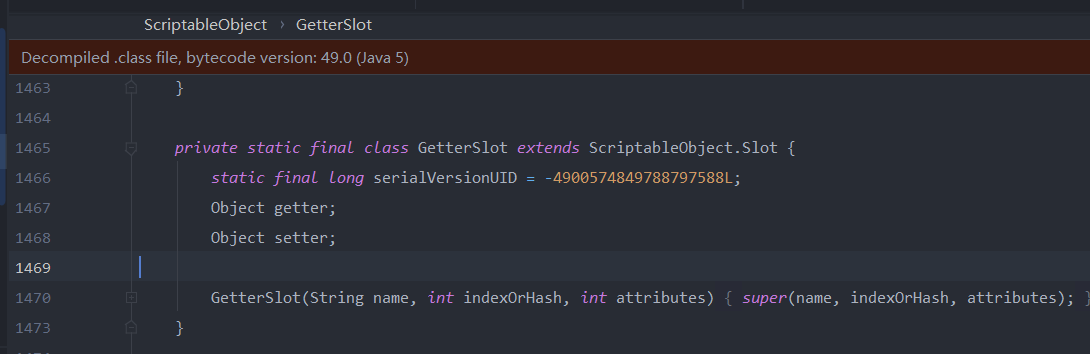 ScriptableObject › GetterSlot
Decompiled .class file, bytecode version: 49.0 (Java 5)
1463 }
1464
1465 private static final class GetterSlot extends ScriptableObject.Slot {
1466 static final long serialVersionUID = -4900574849788797588L;
1467 Object getter;
1468 Object setter;
1469
1470 GetterSlot(String name, int indexOrHash, int attributes) { super(name, indexOrHash, attributes); }
1473 }